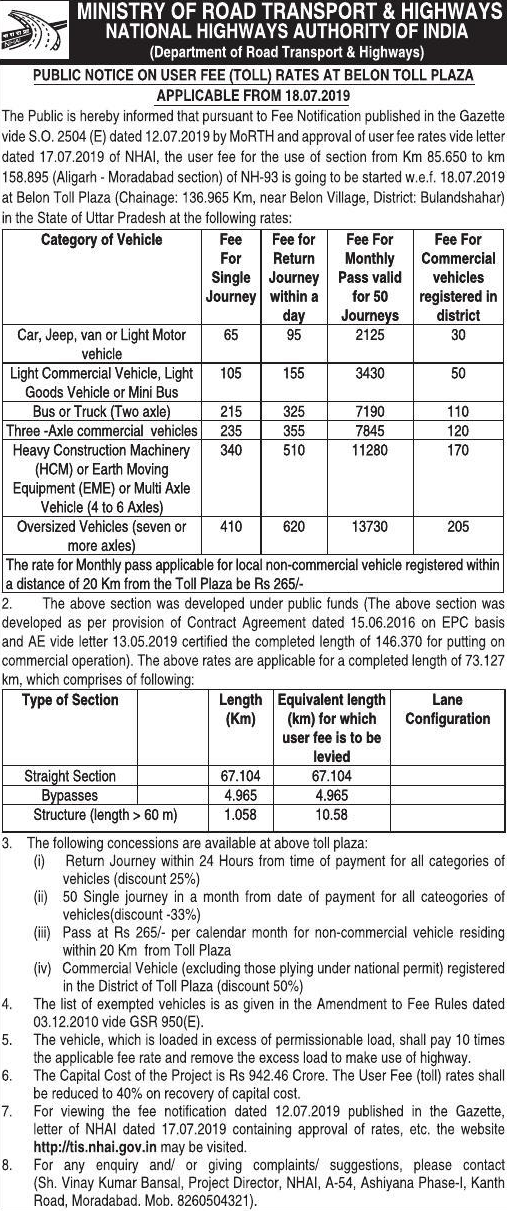 MINISTRY OF ROAD TRANSPORT & HIGHWAYS
NATIONAL HIGHWAYS AUTHORITY OF INDIA
(Department of Road Transport & Highways)
PUBLIC NOTICE ON USER FEE (TOLL) RATES AT BELON TOLL PLAZA
APPLICABLE FROM 18.07.2019
The Public is hereby informed that pursuant to Fee Notification published in the Gazette
vide S.O. 2504 (E) dated 12.07.2019 by MoRTH and approval of user fee rates vide letter
dated 17.07.2019 of NHAI, the user fee for the use of section from Km 85.650 to km
158.895 (Aligarh - Moradabad section) of NH-93 is going to be started w.e.f. 18.07.2019
at Belon Toll Plaza (Chainage: 136.965 Km, near Belon Village, District: Bulandshahar)
in the State of Uttar Pradesh at the following rates:
Category of Vehicle Fee Fee for Fee For Fee For
For Return Monthly Commercial
Single Journey Pass valid vehicles
Journey within a for 50 registered in
day Journeys district
Car, Jeep, van or Light Motor 65 95 2125 30
vehicle
Light Commercial Vehicle, Light 105 155 3430 50
Goods Vehicle or Mini Bus
Bus or Truck (Two axle) 215 325 7190 110
Three -Axle commercial vehicles 235 355 7845 120
Heavy Construction Machinery 340 510 11280 170
(HCM) or Earth Moving
Equipment (EME) or Multi Axle
Vehicle (4 to 6 Axles)
Oversized Vehicles (seven or 410 620 13730 205
more axles)
The rate for Monthly pass applicable for local non-commercial vehicle registered within
a distance of 20 Km from the Toll Plaza be Rs 265/-
2. The above section was developed under public funds (The above section was
developed as per provision of Contract Agreement dated 15.06.2016 on EPC basis
and AE vide letter 13.05.2019 certified the completed length of 146.370 for putting on
commercial operation). The above rates are applicable for a completed length of 73.127
km, which comprises of following:
Type of Section Length Equivalent length Lane
(Km) (km) for which Configuration
user fee is to be
levied
Straight Section 67.104 67.104
Bypasses 4.965 4.965
Structure (length > 60 m) 1.058 10.58
3. The following concessions are available at above toll plaza:
(i) Return Journey within 24 Hours from time of payment for all categories of
vehicles (discount 25%)
(ii) 50 Single journey in a month from date of payment for all cateogories of
vehicles(discount -33%)
(iii) Pass at Rs 265/- per calendar month for non-commercial vehicle residing
within 20 Km from Toll Plaza
(iv) Commercial Vehicle (excluding those plying under national permit) registered
in the District of Toll Plaza (discount 50%)
4. The list of exempted vehicles is as given in the Amendment to Fee Rules dated
03.12.2010 vide GSR 950(E).
5. The vehicle, which is loaded in excess of permissionable load, shall pay 10 times
the applicable fee rate and remove the excess load to make use of highway.
6. The Capital Cost of the Project is Rs 942.46 Crore. The User Fee (toll) rates shall
be reduced to 40% on recovery of capital cost.
7. For viewing the fee notification dated 12.07.2019 published in the Gazette,
letter of NHAI dated 17.07.2019 containing approval of rates, etc. the website
http://tis.nhai.gov.in may be visited.
8. For any enquiry and/ or giving complaints/ suggestions, please contact
(Sh. Vinay Kumar Bansal, Project Director, NHAI, A-54, Ashiyana Phase-I, Kanth
Road, Moradabad. Mob. 8260504321).